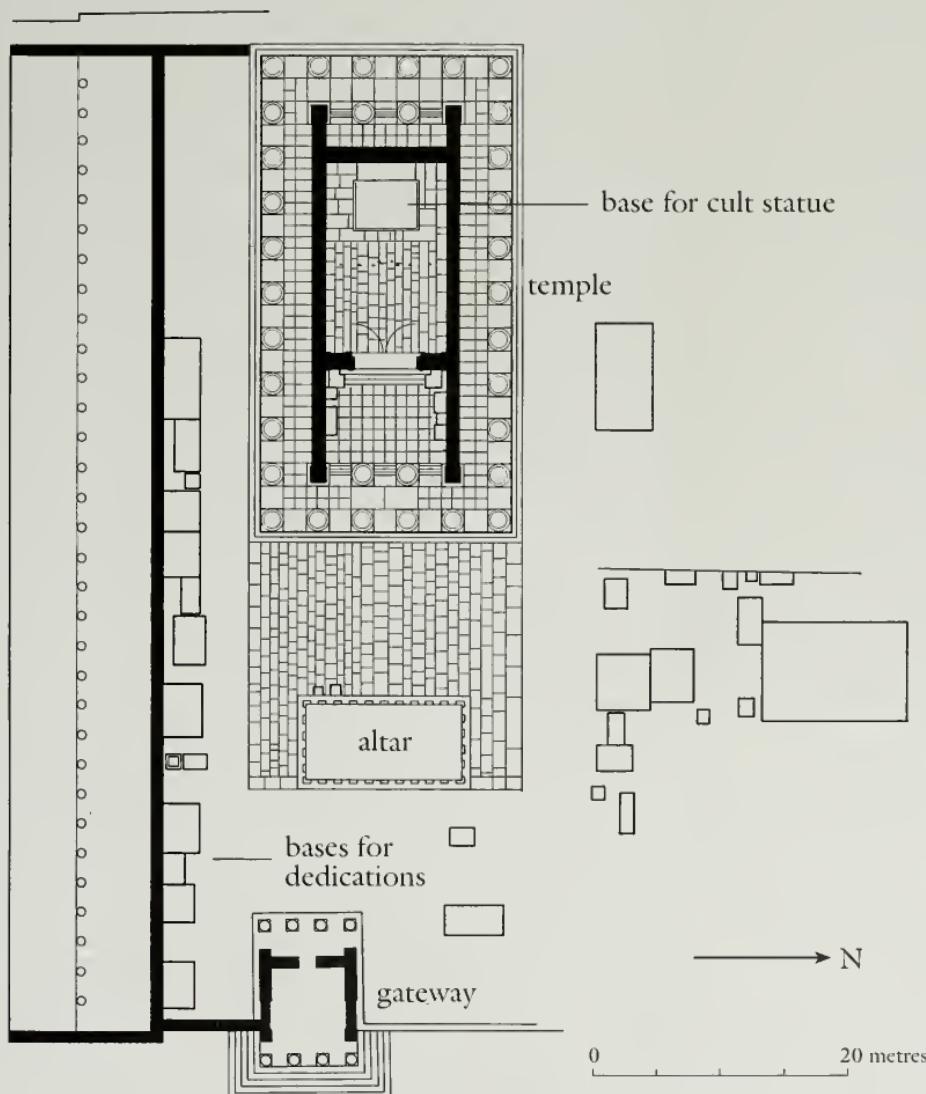 base for cult statue
temple
altar
bases for
dedications
gateway
N
0 20 metres